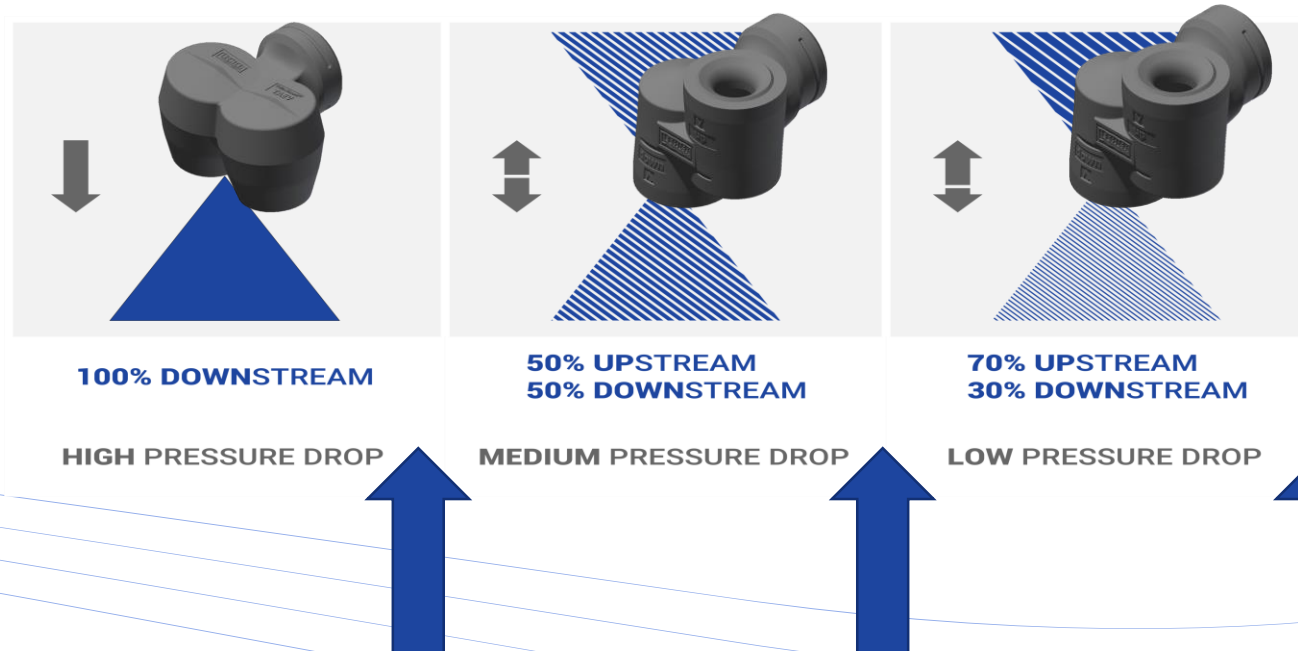 100% DOWNSTREAM
50% UPSTREAM
50% DOWNSTREAM
70% UPSTREAM
30% DOWNSTREAM
HIGH PRESSURE DROP
MEDIUM PRESSURE DROP
LOW PRESSURE DROP